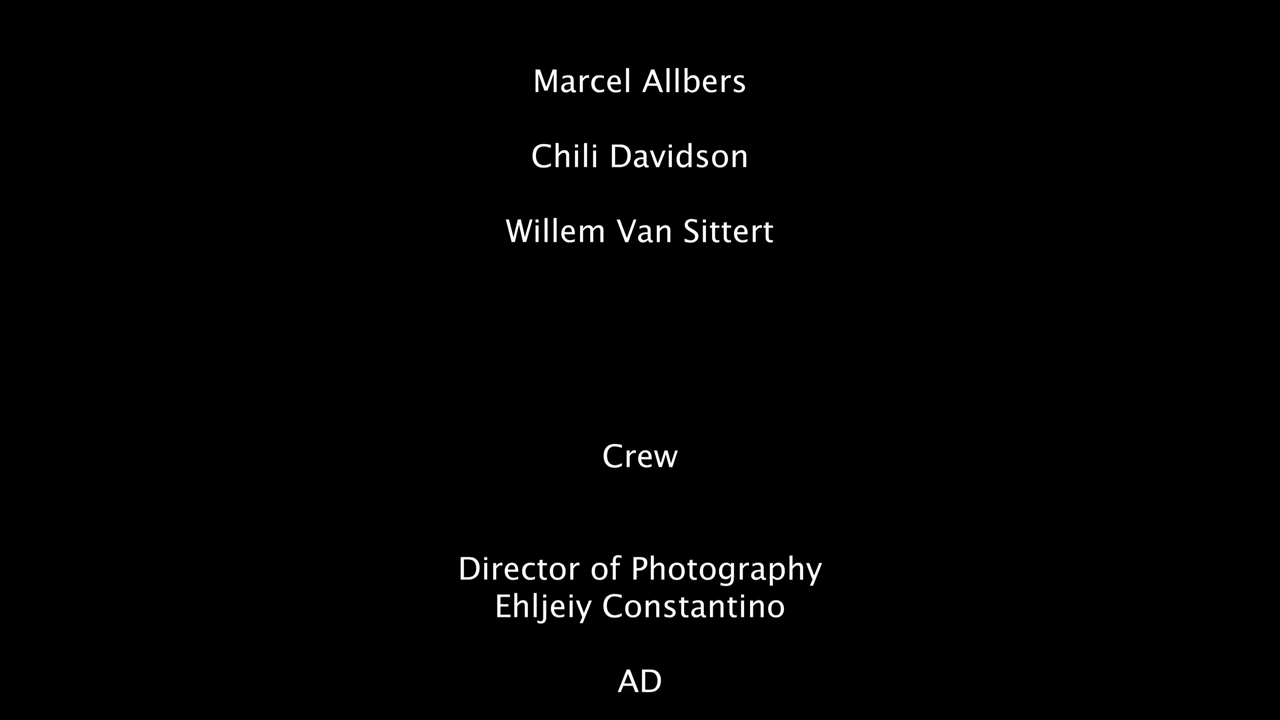 Marcel Allbers
Chili Davidson
Willem Van Sittert
Crew
Director of Photography
Ehljeiy Constantino
AD